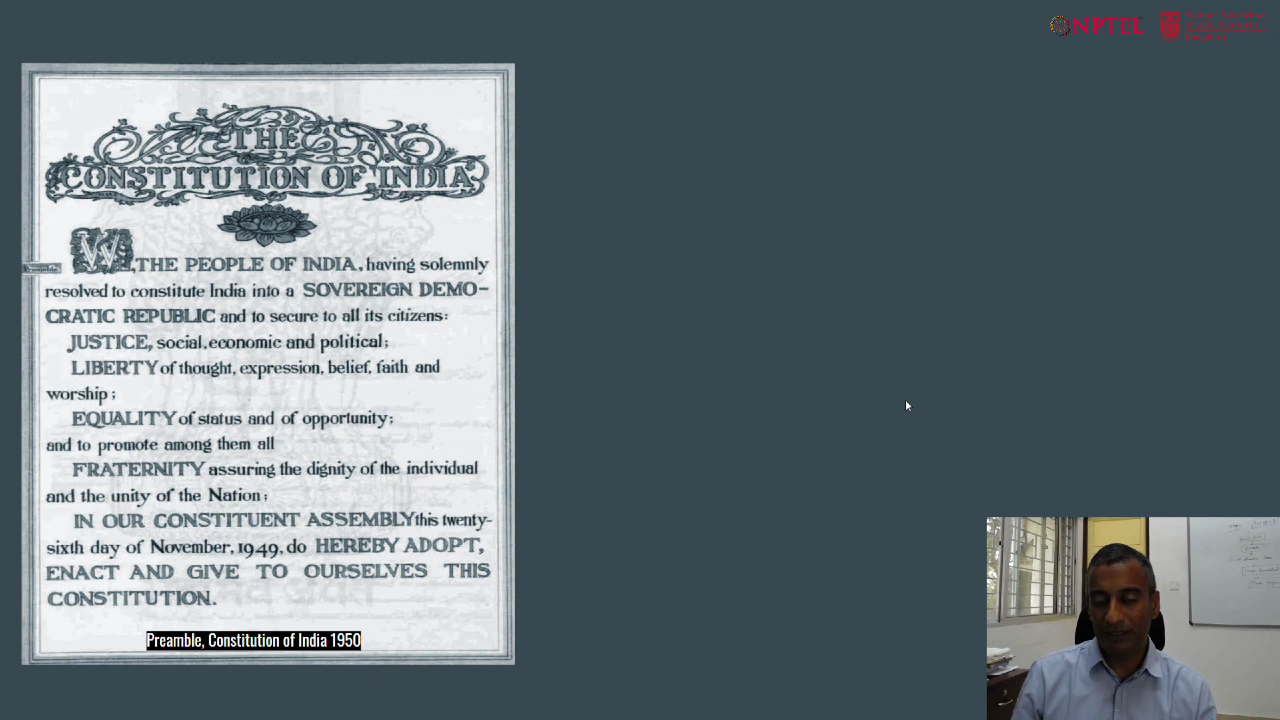 NPTEL
THE
CONSTITUTION OF INDIA
Preamble
WE, THE PEOPLE OF INDIA, having solemnly
resolved to constitute India into a SOVEREIGN DEMO-
CRATIC REPUBLIC and to secure to all its citizens:
JUSTICE, social, economic and political;
LIBERTY of thought, expression, belief, faith and
worship;
EQUALITY of status and of opportunity;
and to promote among them all
FRATERNITY assuring the dignity of the individual
and the unity of the Nation;
IN OUR CONSTITUENT ASSEMBLY this twenty-
sixth day of November, 1949, do HEREBY ADOPT,
ENACT AND GIVE TO OURSELVES THIS
CONSTITUTION.
Preamble, Constitution of India 1950